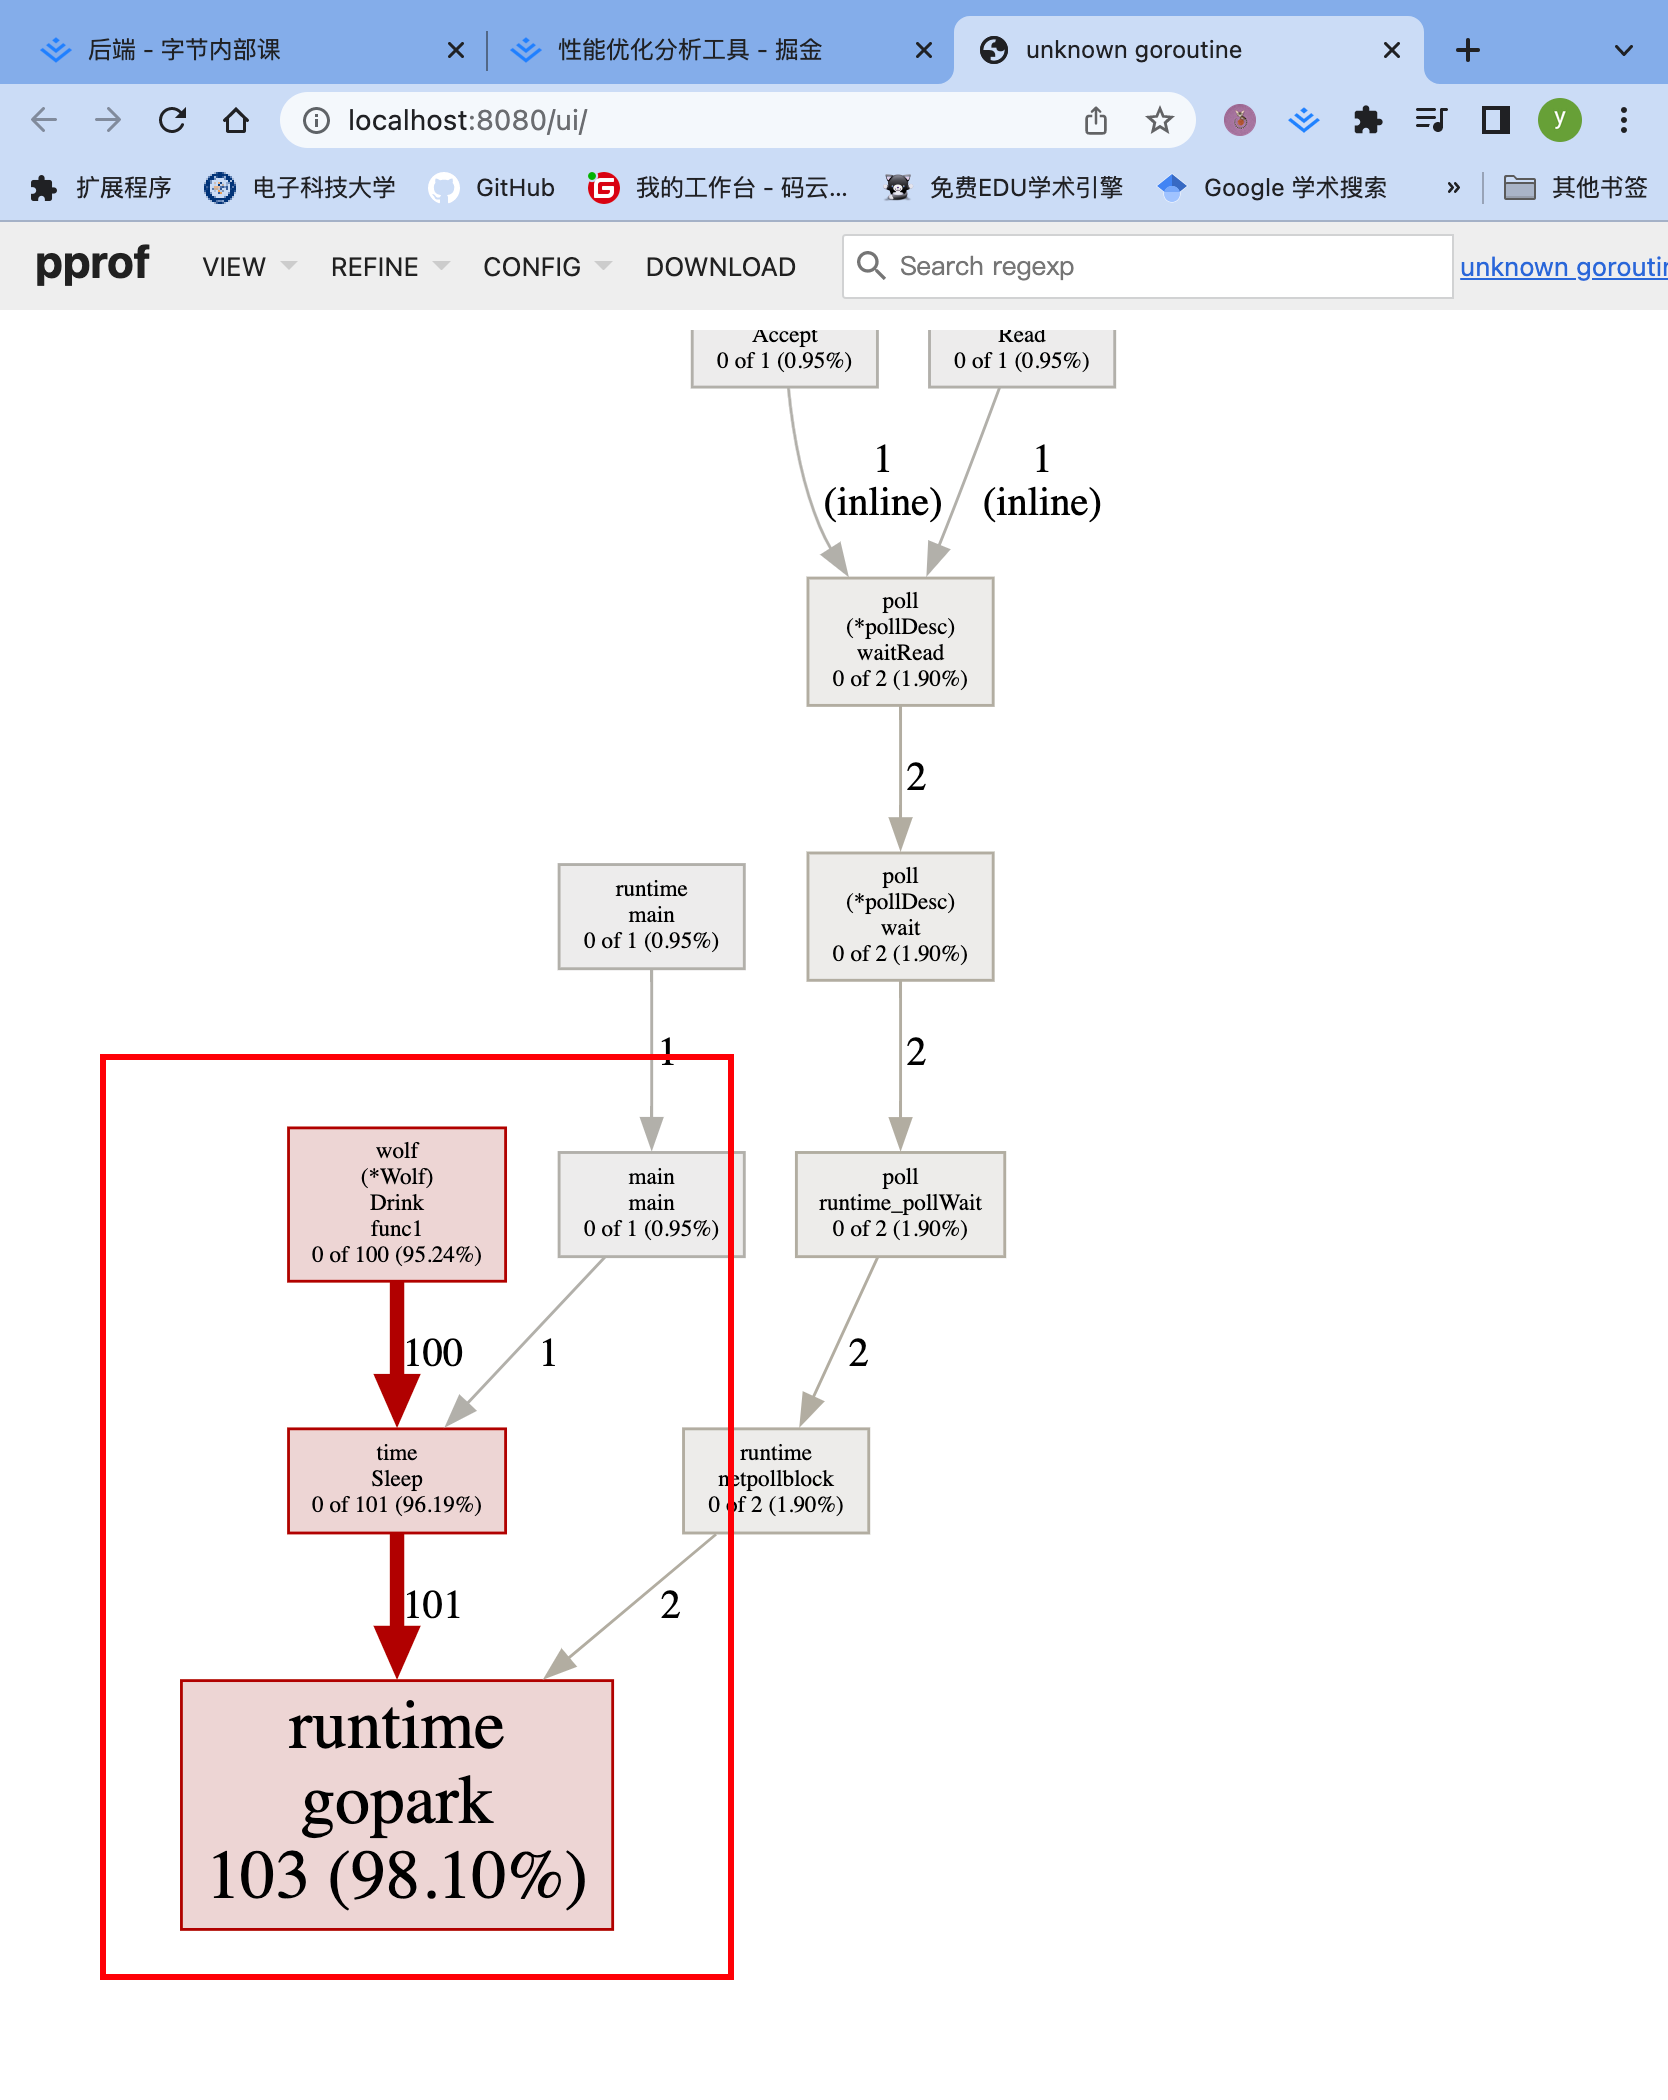 后端 - 字节内部课
性能优化分析工具 - 掘金
unknown goroutine
localhost:8080/ui/
y
扩展程序
电子科技大学
GitHub
我的工作台 - 码云...
免费EDU学术引擎
Google 学术搜索
»
其他书签
pprof
VIEW
REFINE
CONFIG
DOWNLOAD
Search regexp
unknown goroutin
Accept
0 of 1 (0.95%)
Read
0 of 1 (0.95%)
1
(inline)
1
(inline)
poll
(*pollDesc)
waitRead
0 of 2 (1.90%)
2
runtime
main
0 of 1 (0.95%)
poll
(*pollDesc)
wait
0 of 2 (1.90%)
1
2
wolf
(*Wolf)
Drink
func1
0 of 100 (95.24%)
main
main
0 of 1 (0.95%)
poll
runtime_pollWait
0 of 2 (1.90%)
100
1
2
time
Sleep
0 of 101 (96.19%)
runtime
netpollblock
0 of 2 (1.90%)
101
2
runtime
gopark
103 (98.10%)